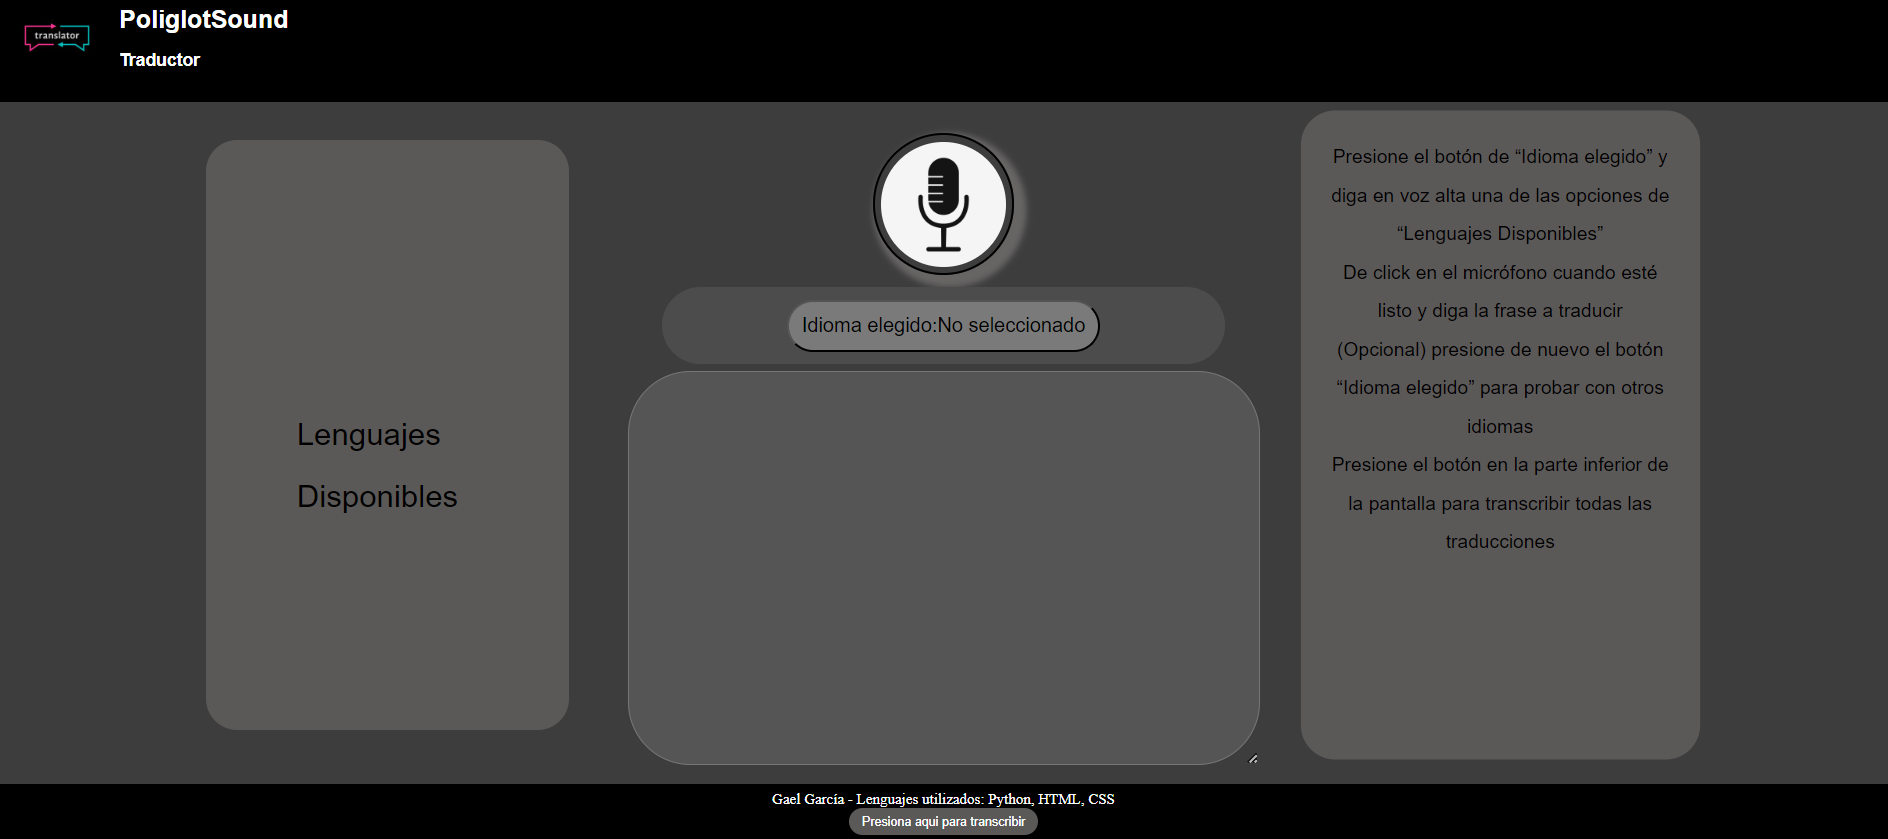 translator
PoliglotSound
Traductor
Lenguajes
Disponibles
Idioma elegido:No seleccionado
Presione el botón de “Idioma elegido” y
diga en voz alta una de las opciones de
“Lenguajes Disponibles”
De click en el micrófono cuando esté
listo y diga la frase a traducir
(Opcional) presione de nuevo el botón
“Idioma elegido” para probar con otros
idiomas
Presione el botón en la parte inferior de
la pantalla para transcribir todas las
traducciones
Gael García - Lenguajes utilizados: Python, HTML, CSS
Presiona aqui para transcribir